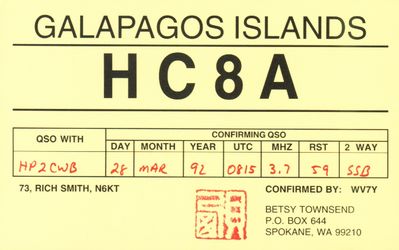 GALAPAGOS ISLANDS
HC8A
QSO WITH CONFIRMING QSO
DAY MONTH YEAR UTC MHZ RST 2 WAY
HP2CWB 28 MAR 92 0815 3.7 59 SSB
73, RICH SMITH, N6KT CONFIRMED BY: WV7Y
BETSY TOWNSEND
P.O. BOX 644
SPOKANE, WA 99210